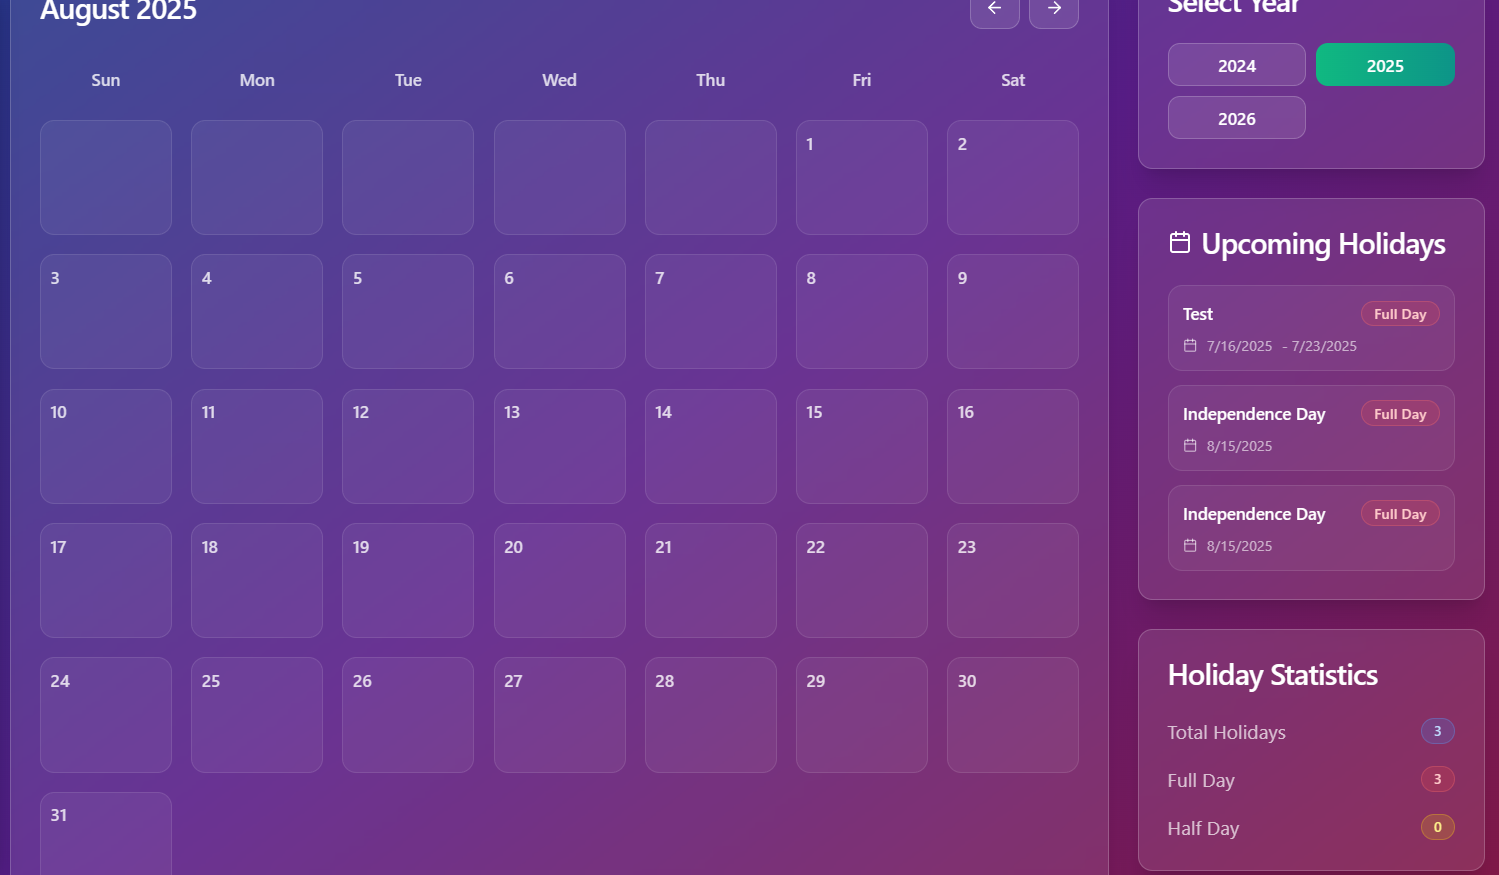 August 2025
Sun Mon Tue Wed Thu Fri Sat
1 2
3 4 5 6 7 8 9
10 11 12 13 14 15 16
17 18 19 20 21 22 23
24 25 26 27 28 29 30
31
Select Year
2024 2025
2026
Upcoming Holidays
Test Full Day
7/16/2025 - 7/23/2025
Independence Day Full Day
8/15/2025
Independence Day Full Day
8/15/2025
Holiday Statistics
Total Holidays 3
Full Day 3
Half Day 0